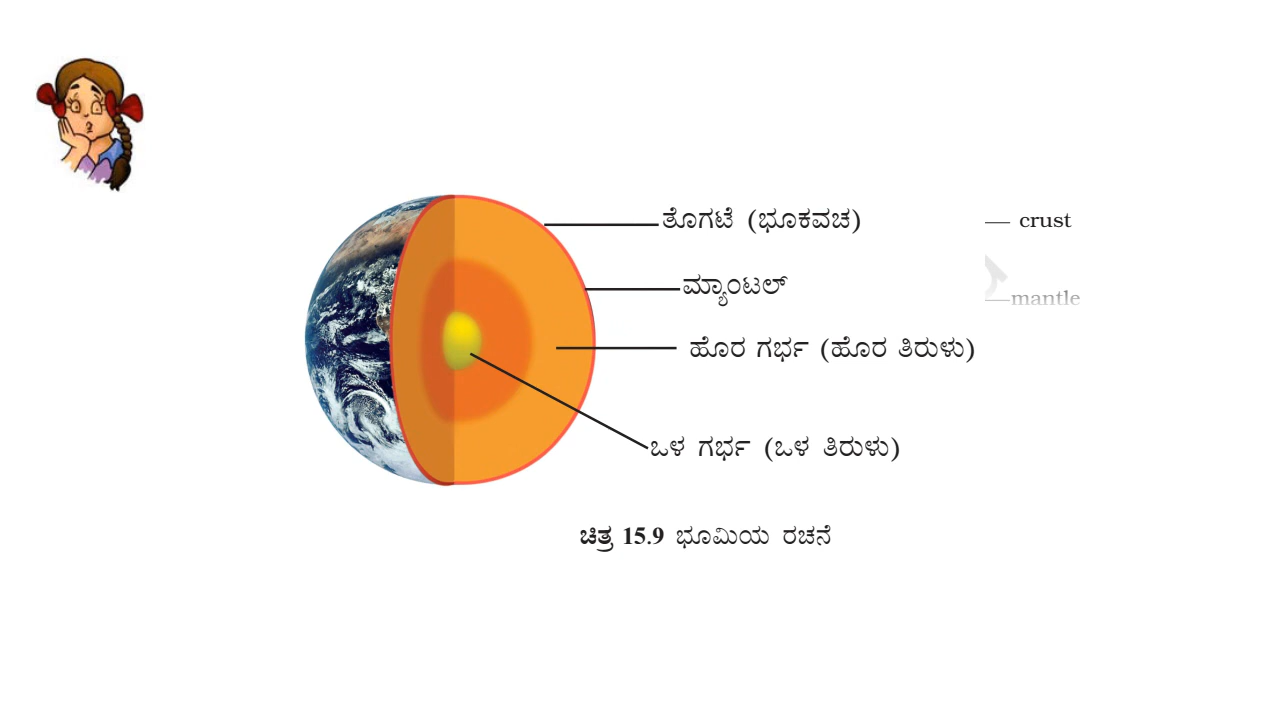 ತೊಗಟೆ (ಭೂಕವಚ)
crust
ಮ್ಯಾಂಟಲ್
mantle
ಹೊರ ಗರ್ಭ (ಹೊರ ತಿರುಳು)
ಒಳ ಗರ್ಭ (ಒಳ ತಿರುಳು)
ಚಿತ್ರ 15.9 ಭೂಮಿಯ ರಚನೆ